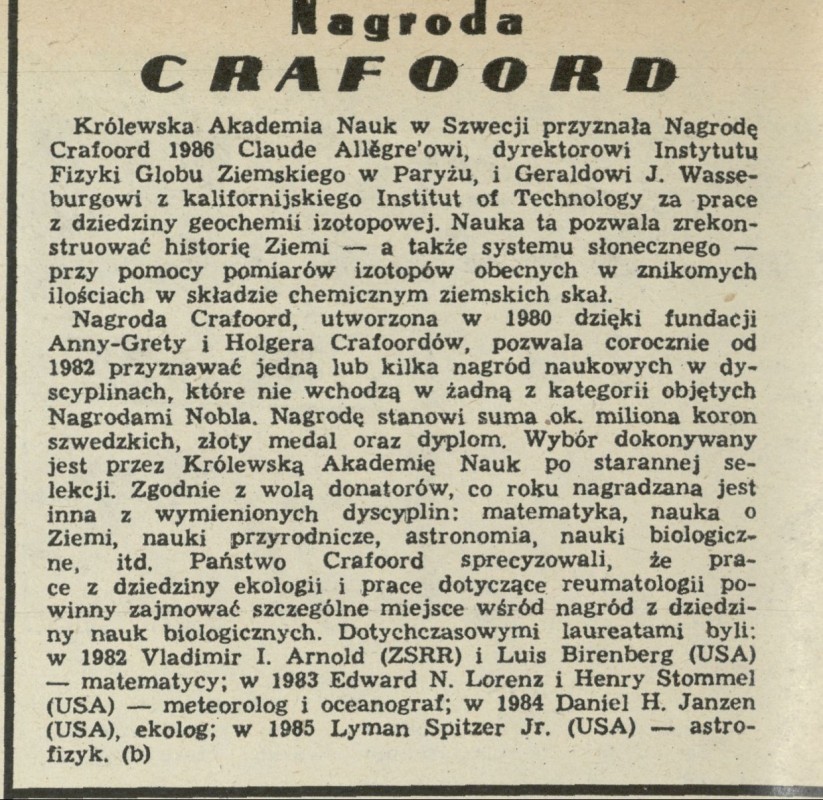 Nagroda
CRAFOORD
Królewska Akademia Nauk w Szwecji przyznała Nagrodę
Crafoord 1986 Claude Allĕgre'owi, dyrektorowi Instytutu
Fizyki Globu Ziemskiego w Paryżu, i Geraldowi J. Wasse-
burgowi z kalifornijskiego Institut of Technology za prace
z dziedziny geochemii izotopowej. Nauka ta pozwala zrekon-
struować historię Ziemi — a także systemu słonecznego —
przy pomocy pomiarów izotopów obecnych w znikomych
ilościach w składzie chemicznym ziemskich skał.
Nagroda Crafoord, utworzona w 1980 dzięki fundacji
Anny-Grety i Holgera Crafoordów, pozwala corocznie od
1982 przyznawać jedną lub kilka nagród naukowych w dy-
scyplinach, które nie wchodzą w żadną z kategorii objętych
Nagrodami Nobla. Nagrodę stanowi suma ok. miliona koron
szwedzkich, złoty medal oraz dyplom. Wybór dokonywany
jest przez Królewską Akademię Nauk po starannej se-
lekcji. Zgodnie z wolą donatorów, co roku nagradzana jest
inna z wymienionych dyscyplin: matematyka, nauka o
Ziemi, nauki przyrodnicze, astronomia, nauki biologicz-
ne, itd. Państwo Crafoord sprecyzowali, że pra-
ce z dziedziny ekologii i prace dotyczące reumatologii po-
winny zajmować szczególne miejsce wśród nagród z dziedzi-
ny nauk biologicznych. Dotychczasowymi laureatami byli:
w 1982 Vladimir I. Arnold (ZSRR) i Luis Birenberg (USA)
— matematycy; w 1983 Edward N. Lorenz i Henry Stommel
(USA) — meteorolog i oceanograf; w 1984 Daniel H. Janzen
(USA), ekolog; w 1985 Lyman Spitzer Jr. (USA) — astro-
fizyk. (b)